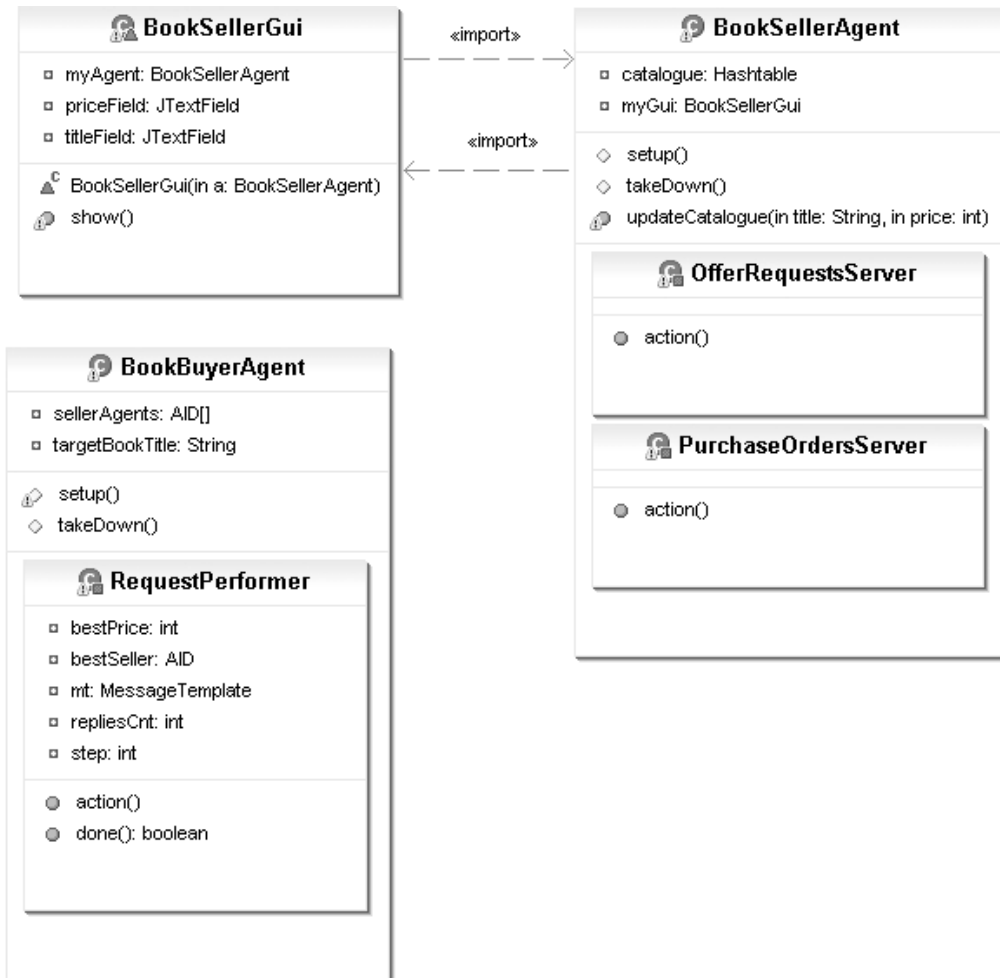 BookSellerGui
myAgent: BookSellerAgent
priceField: JTextField
titleField: JTextField
BookSellerGui(in a: BookSellerAgent)
show()
«import»
«import»
BookSellerAgent
catalogue: Hashtable
myGui: BookSellerGui
setup()
takeDown()
updateCatalogue(in title: String, in price: int)
OfferRequestsServer
action()
PurchaseOrdersServer
action()
BookBuyerAgent
sellerAgents: AID[]
targetBookTitle: String
setup()
takeDown()
RequestPerformer
bestPrice: int
bestSeller: AID
mt: MessageTemplate
repliesCnt: int
step: int
action()
done(): boolean